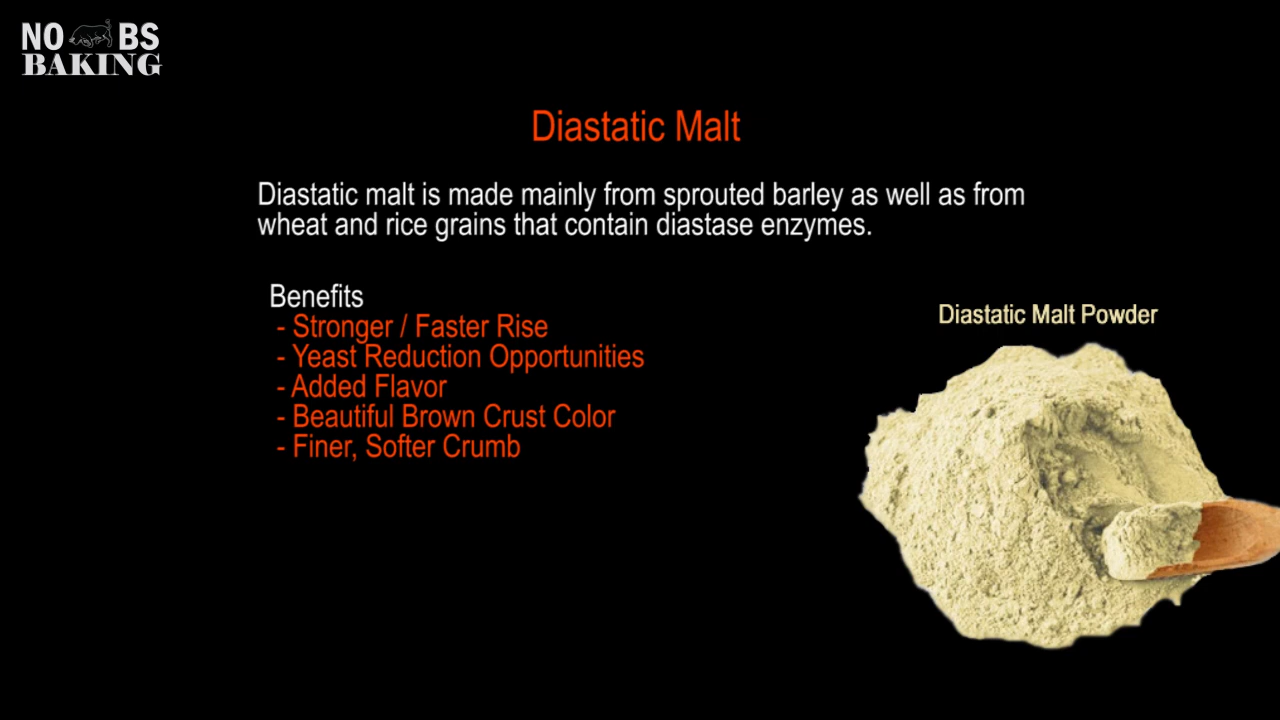 NO BS
BAKING
Diastatic Malt
Diastatic malt is made mainly from sprouted barley as well as from
wheat and rice grains that contain diastase enzymes.
Benefits
- Stronger / Faster Rise
- Yeast Reduction Opportunities
- Added Flavor
- Beautiful Brown Crust Color
- Finer, Softer Crumb
Diastatic Malt Powder